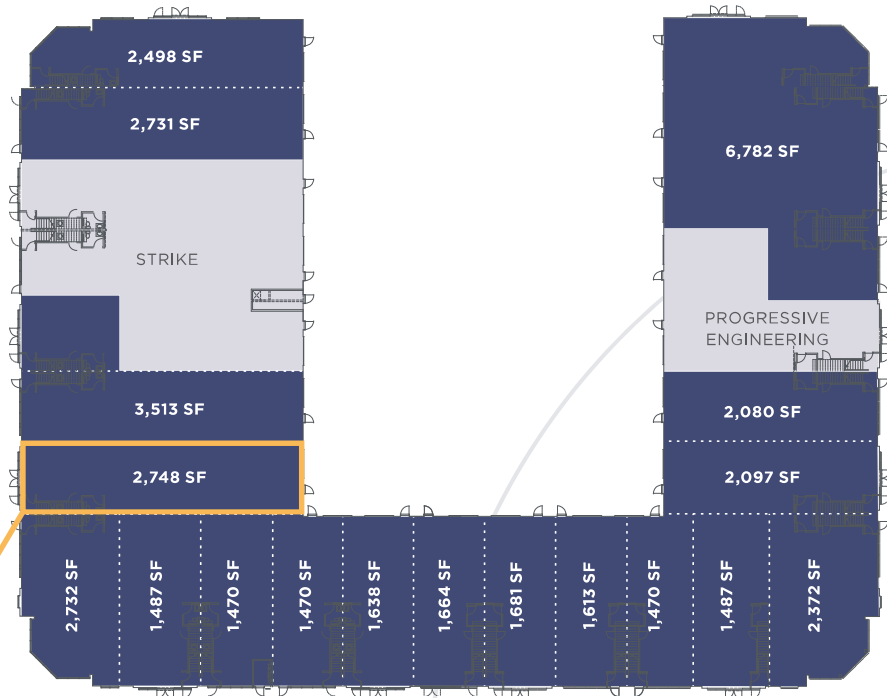 2,498 SF
2,731 SF
STRIKE
3,513 SF
2,748 SF
6,782 SF
PROGRESSIVE
ENGINEERING
2,080 SF
2,097 SF
2,732 SF
1,487 SF
1,470 SF
1,470 SF
1,638 SF
1,664 SF
1,681 SF
1,613 SF
1,470 SF
1,487 SF
2,372 SF